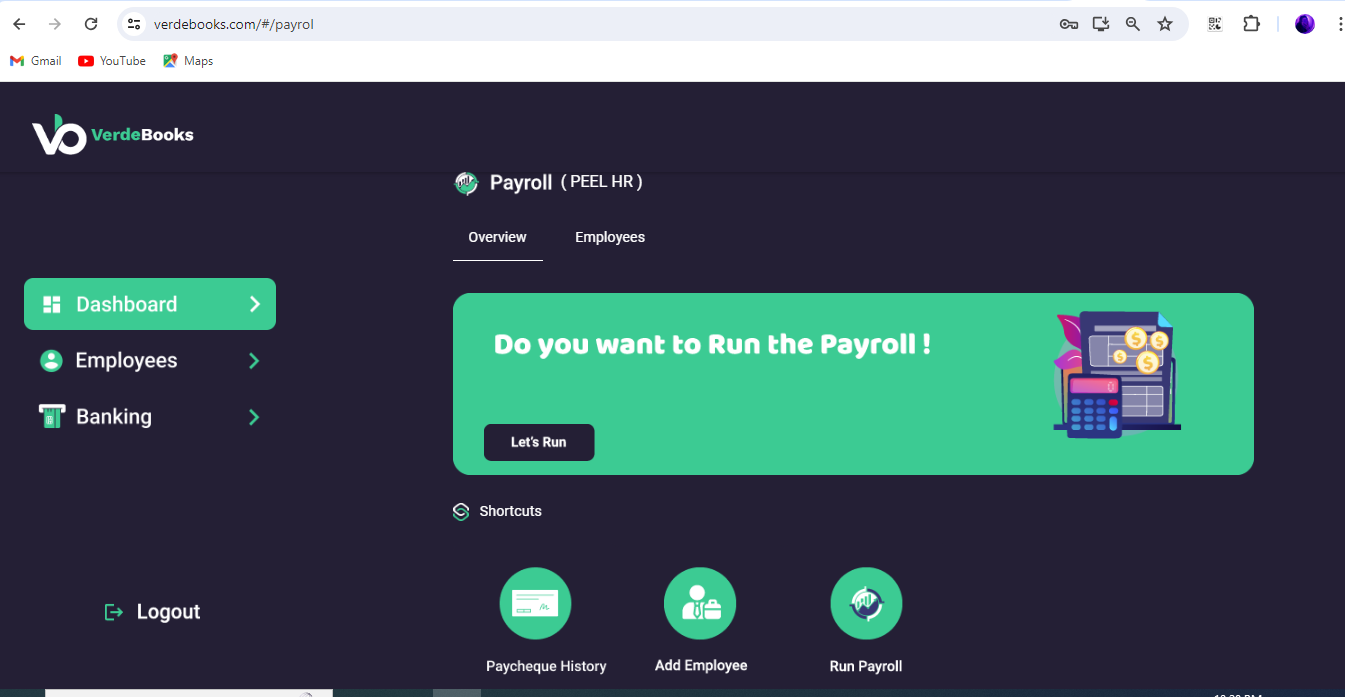 verdebooks.com/#/payrol
Gmail YouTube Maps
VerdeBooks
Payroll ( PEEL HR )
Overview Employees
Dashboard
Employees
Banking
Do you want to Run the Payroll !
Let's Run
Shortcuts
Logout
Paycheque History Add Employee Run Payroll